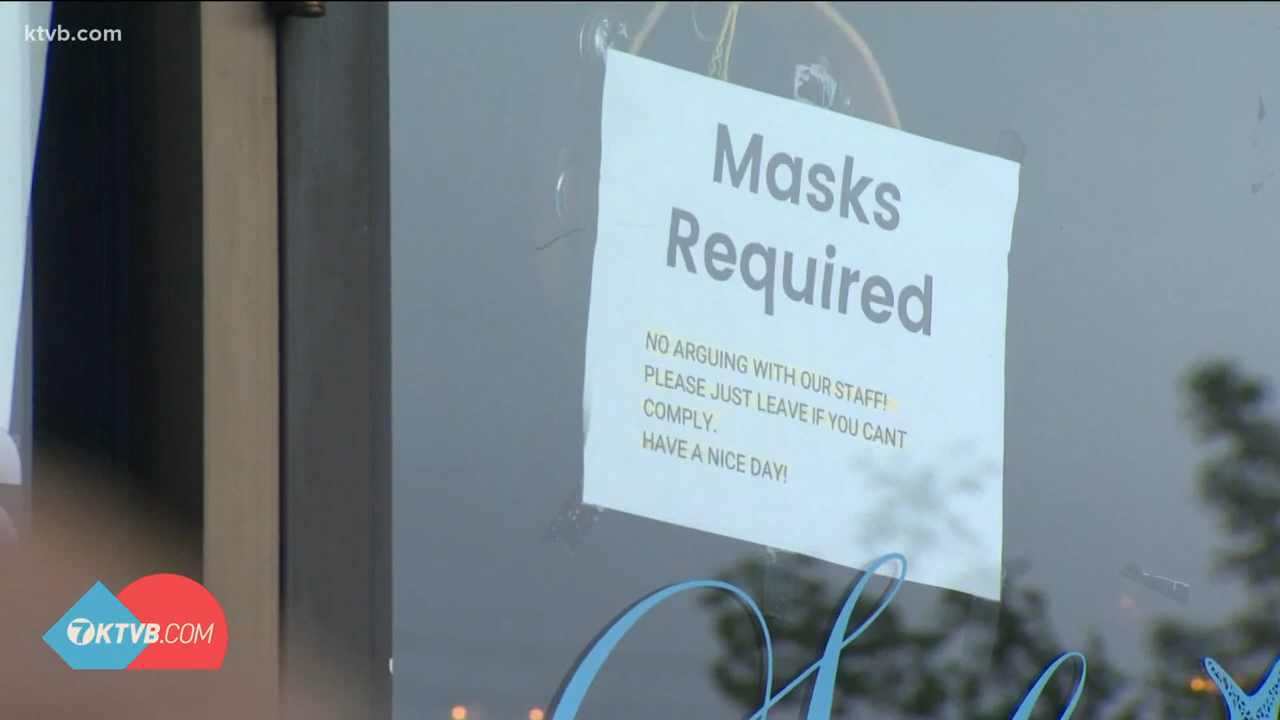 ktvb.com
Masks
Required
NO ARGUING WITH OUR STAFF!
PLEASE JUST LEAVE IF YOU CANT
COMPLY.
HAVE A NICE DAY!
7KTVB.COM